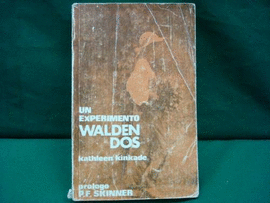 UN
EXPERIMENTO
WALDEN
DOS
kathleen kinkade
prologo
P.F. SKINNER